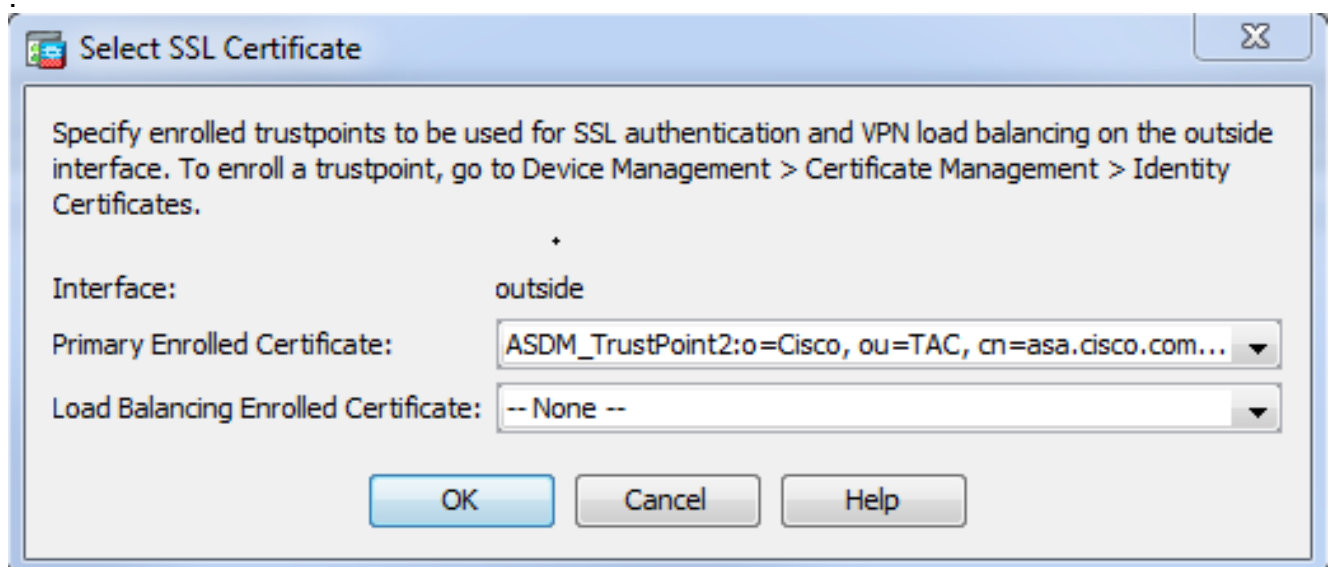 Select SSL Certificate
Specify enrolled trustpoints to be used for SSL authentication and VPN load balancing on the outside
interface. To enroll a trustpoint, go to Device Management > Certificate Management > Identity
Certificates.
Interface: outside
Primary Enrolled Certificate: ASDM_TrustPoint2:o=Cisco, ou=TAC, cn=asa.cisco.com...
Load Balancing Enrolled Certificate: -- None --
OK Cancel Help